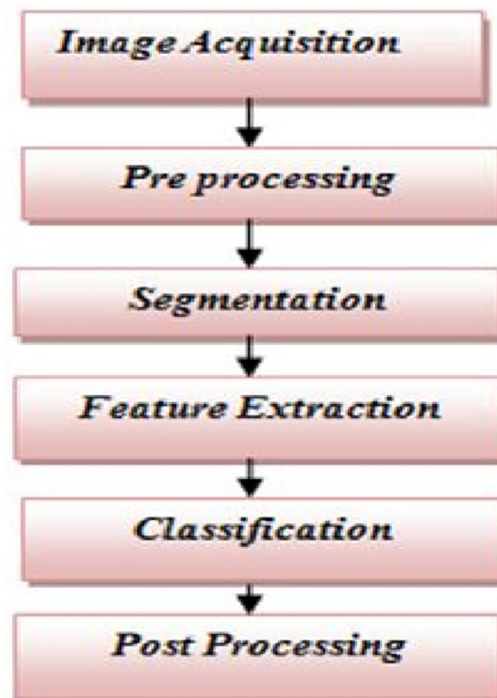 Image Acquisition
Pre processing
Segmentation
Feature Extraction
Classification
Post Processing